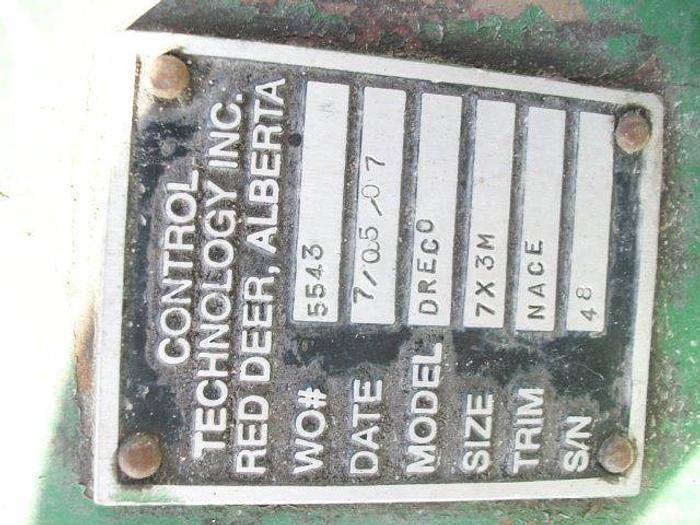 CONTROL
TECHNOLOGY INC.
RED DEER, ALBERTA
WO# 5543
DATE 7/05/07
MODEL DRECO
SIZE 7X3M
TRIM NACE
S/N 48